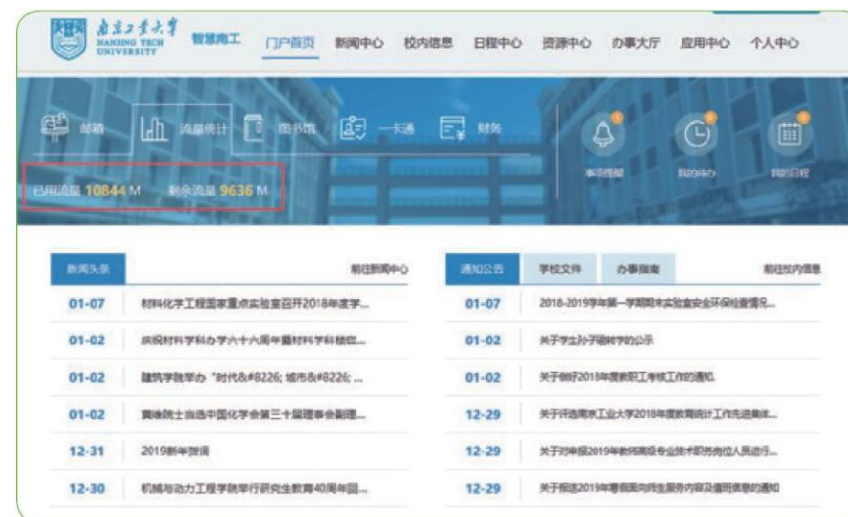 南京工业大学
NANJING TECH
UNIVERSITY
智慧南工
门户首页 新闻中心 校内信息 日程中心 资源中心 办事大厅 应用中心 个人中心
邮箱 流量统计 图书馆 一卡通 财务
事项提醒 我的待办 我的日程
已用流量 10844 M 剩余流量 9636 M
新闻头条 前往新闻中心
通知公告 学校文件 办事指南 前往校内信息
01-07 材料化学工程国家重点实验室召开2018年度学...
01-07 2018-2019学年第一学期期末实验室安全环保检查情况...
01-02 庆祝材料学科办学六十六周年暨材料学科楼启...
01-02 关于学生孙子 转学的公示
01-02 建筑学院举办“时代&#8226; 城市&#8226; ...
01-02 关于做好2018年度教职工考核工作的通知.
01-02 黄维院士当选中国化学会第三十届理事会副理...
12-29 关于评选南京工业大学2018年度教育统计工作先进集体...
12-31 2019新年贺词
12-29 关于对申报2019年教师高级专业技术职务岗位人员进行...
12-30 机械与动力工程学院举行研究生教育40周年回...
12-29 关于报送2019年寒假面向师生服务内容及值班信息的通知